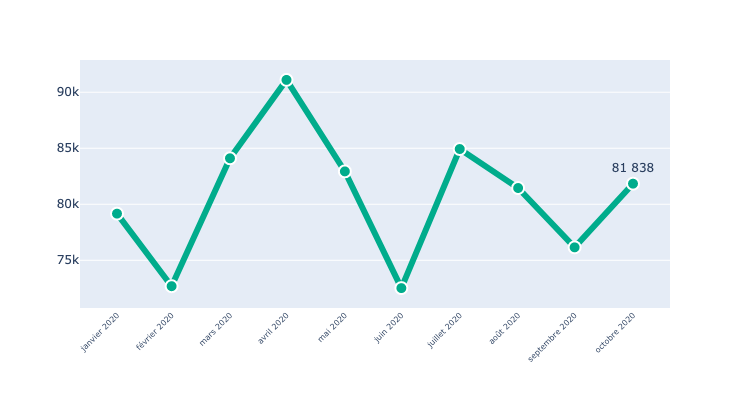 90k
85k
81 838
80k
75k
janvier 2020
février 2020
mars 2020
avril 2020
mai 2020
juin 2020
juillet 2020
août 2020
septembre 2020
octobre 2020